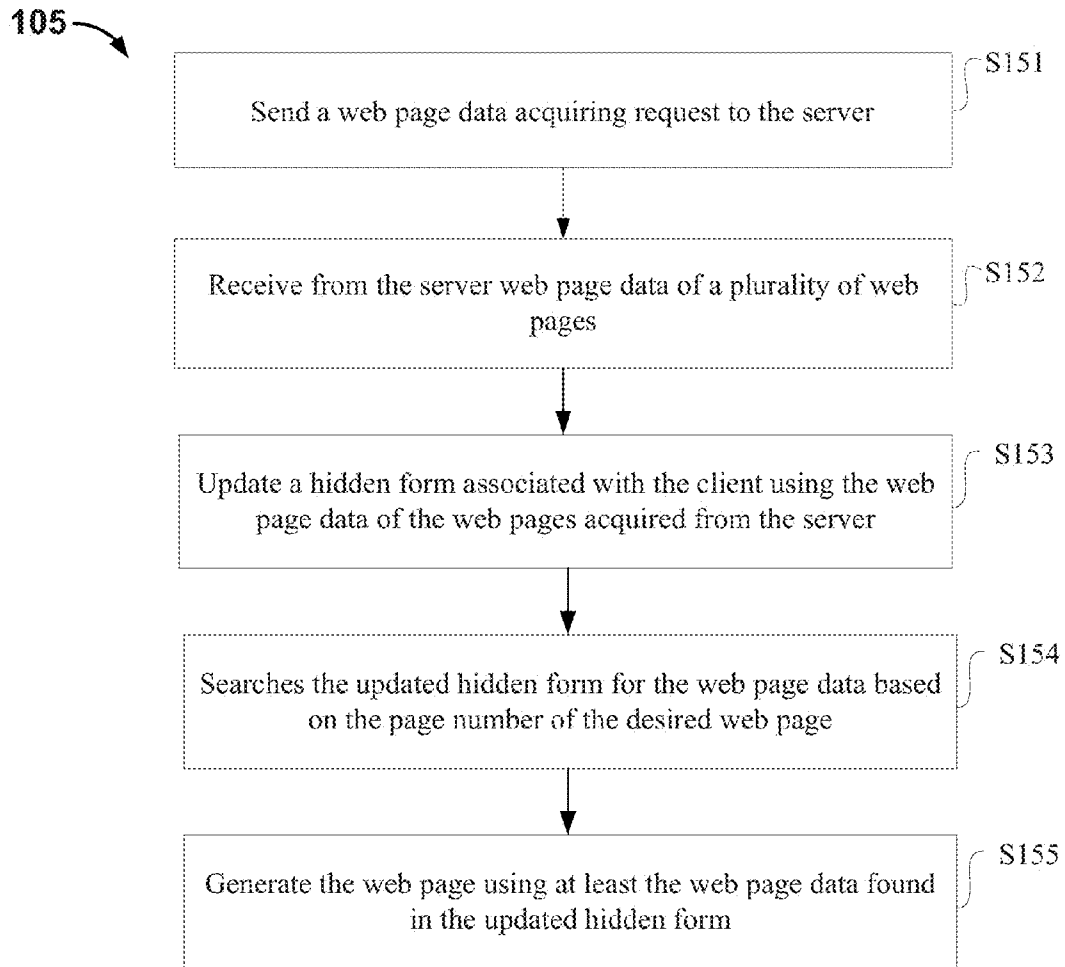 105
S151
Send a web page data acquiring request to the server
S152
Receive from the server web page data of a plurality of web
pages
S153
Update a hidden form associated with the client using the web
page data of the web pages acquired from the server
S154
Searches the updated hidden form for the web page data based
on the page number of the desired web page
S155
Generate the web page using at least the web page data found
in the updated hidden form